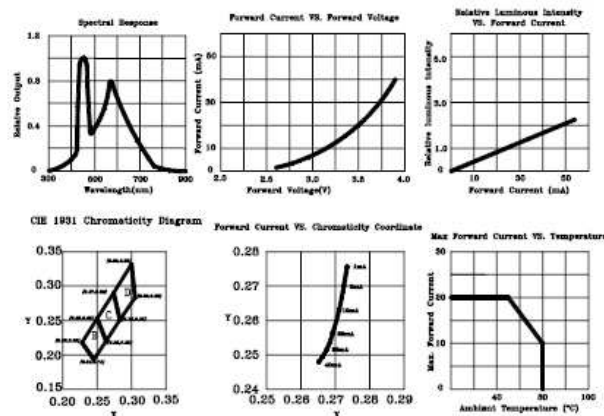 Spectral Response
1.2
0.8
0.4
0
Relative Output
300
600
900
Wavelength(nm)
Forward Current VS. Forward Voltage
Forward Current (mA)
50
30
10
0
2.0
2.5
3.0
3.5
4.0
Forward Voltage(V)
Relative Luminous Intensity
VS. Forward Current
Relative luminous Intensity
5.0
3.0
1.0
0
10
30
50
Forward Current (mA)
CIE 1931 Chromaticity Diagram
0.35
0.30
0.25
0.20
0.15
Y
D
C
B
0.20
0.25
0.30
0.35
X
Forward Current VS. Chromaticity Coordinate
0.28
0.27
0.26
0.25
0.24
Y
0.25
0.26
0.27
0.28
0.29
X
Max Forward Current VS. Temperature
Max. Forward Current
30
20
10
0
40
80
100
Ambient Temperature (°C)